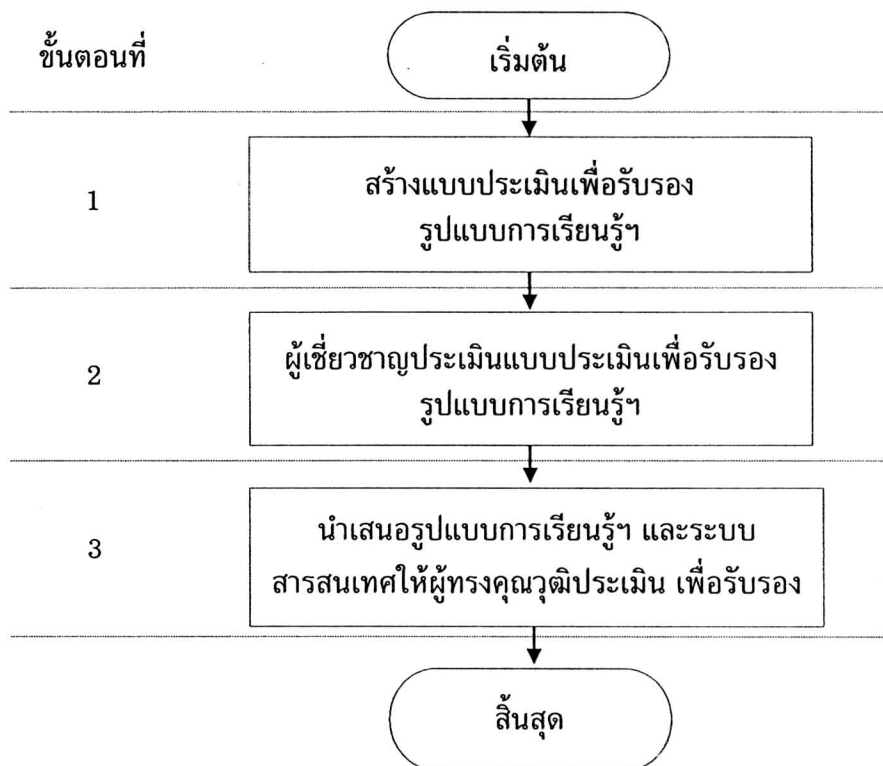 ขั้นตอนที่
เริ่มต้น
1
สร้างแบบประเมินเพื่อรับรอง
รูปแบบการเรียนรู้ฯ
2
ผู้เชี่ยวชาญประเมินแบบประเมินเพื่อรับรอง
รูปแบบการเรียนรู้ฯ
3
นำเสนอรูปแบบการเรียนรู้ฯ และระบบ
สารสนเทศให้ผู้ทรงคุณวุฒิประเมิน เพื่อรับรอง
สิ้นสุด